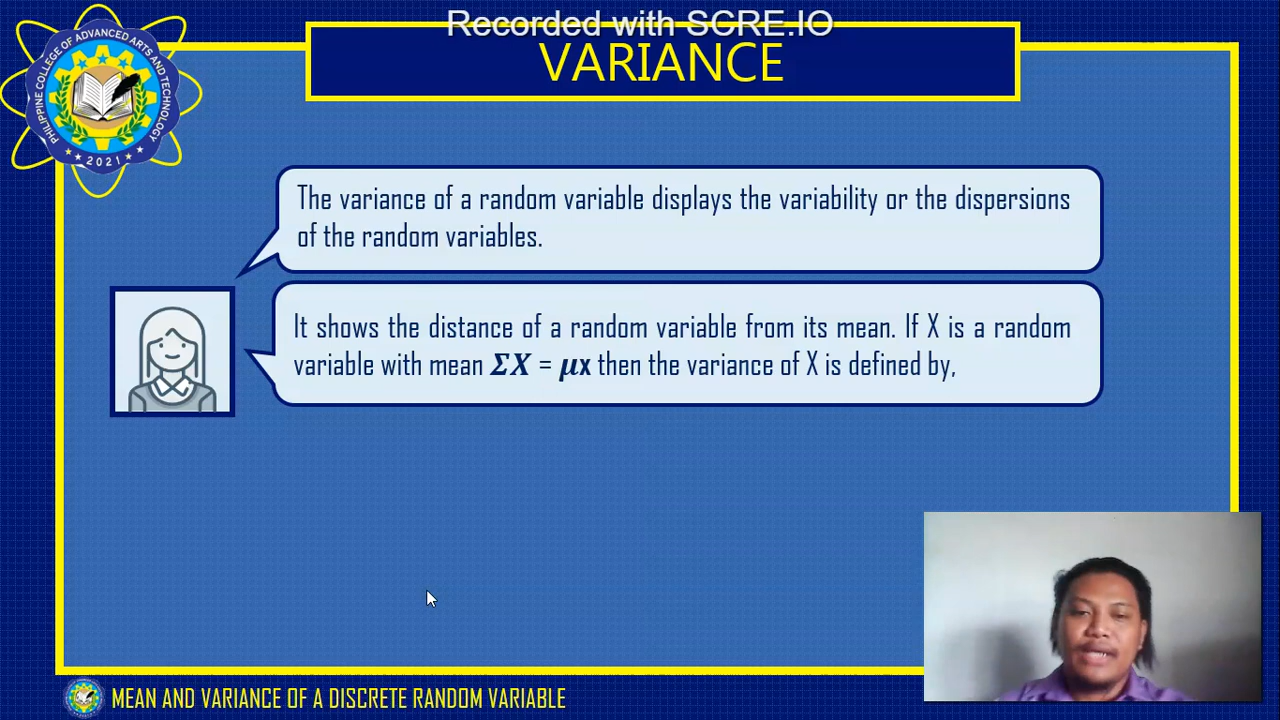 Recorded with SCRE.IO
VARIANCE
PHILIPPINE COLLEGE OF ADVANCED ARTS AND TECHNOLOGY
2021
The variance of a random variable displays the variability or the dispersions
of the random variables.
It shows the distance of a random variable from its mean. If X is a random
variable with mean ΣX = μx then the variance of X is defined by,
MEAN AND VARIANCE OF A DISCRETE RANDOM VARIABLE